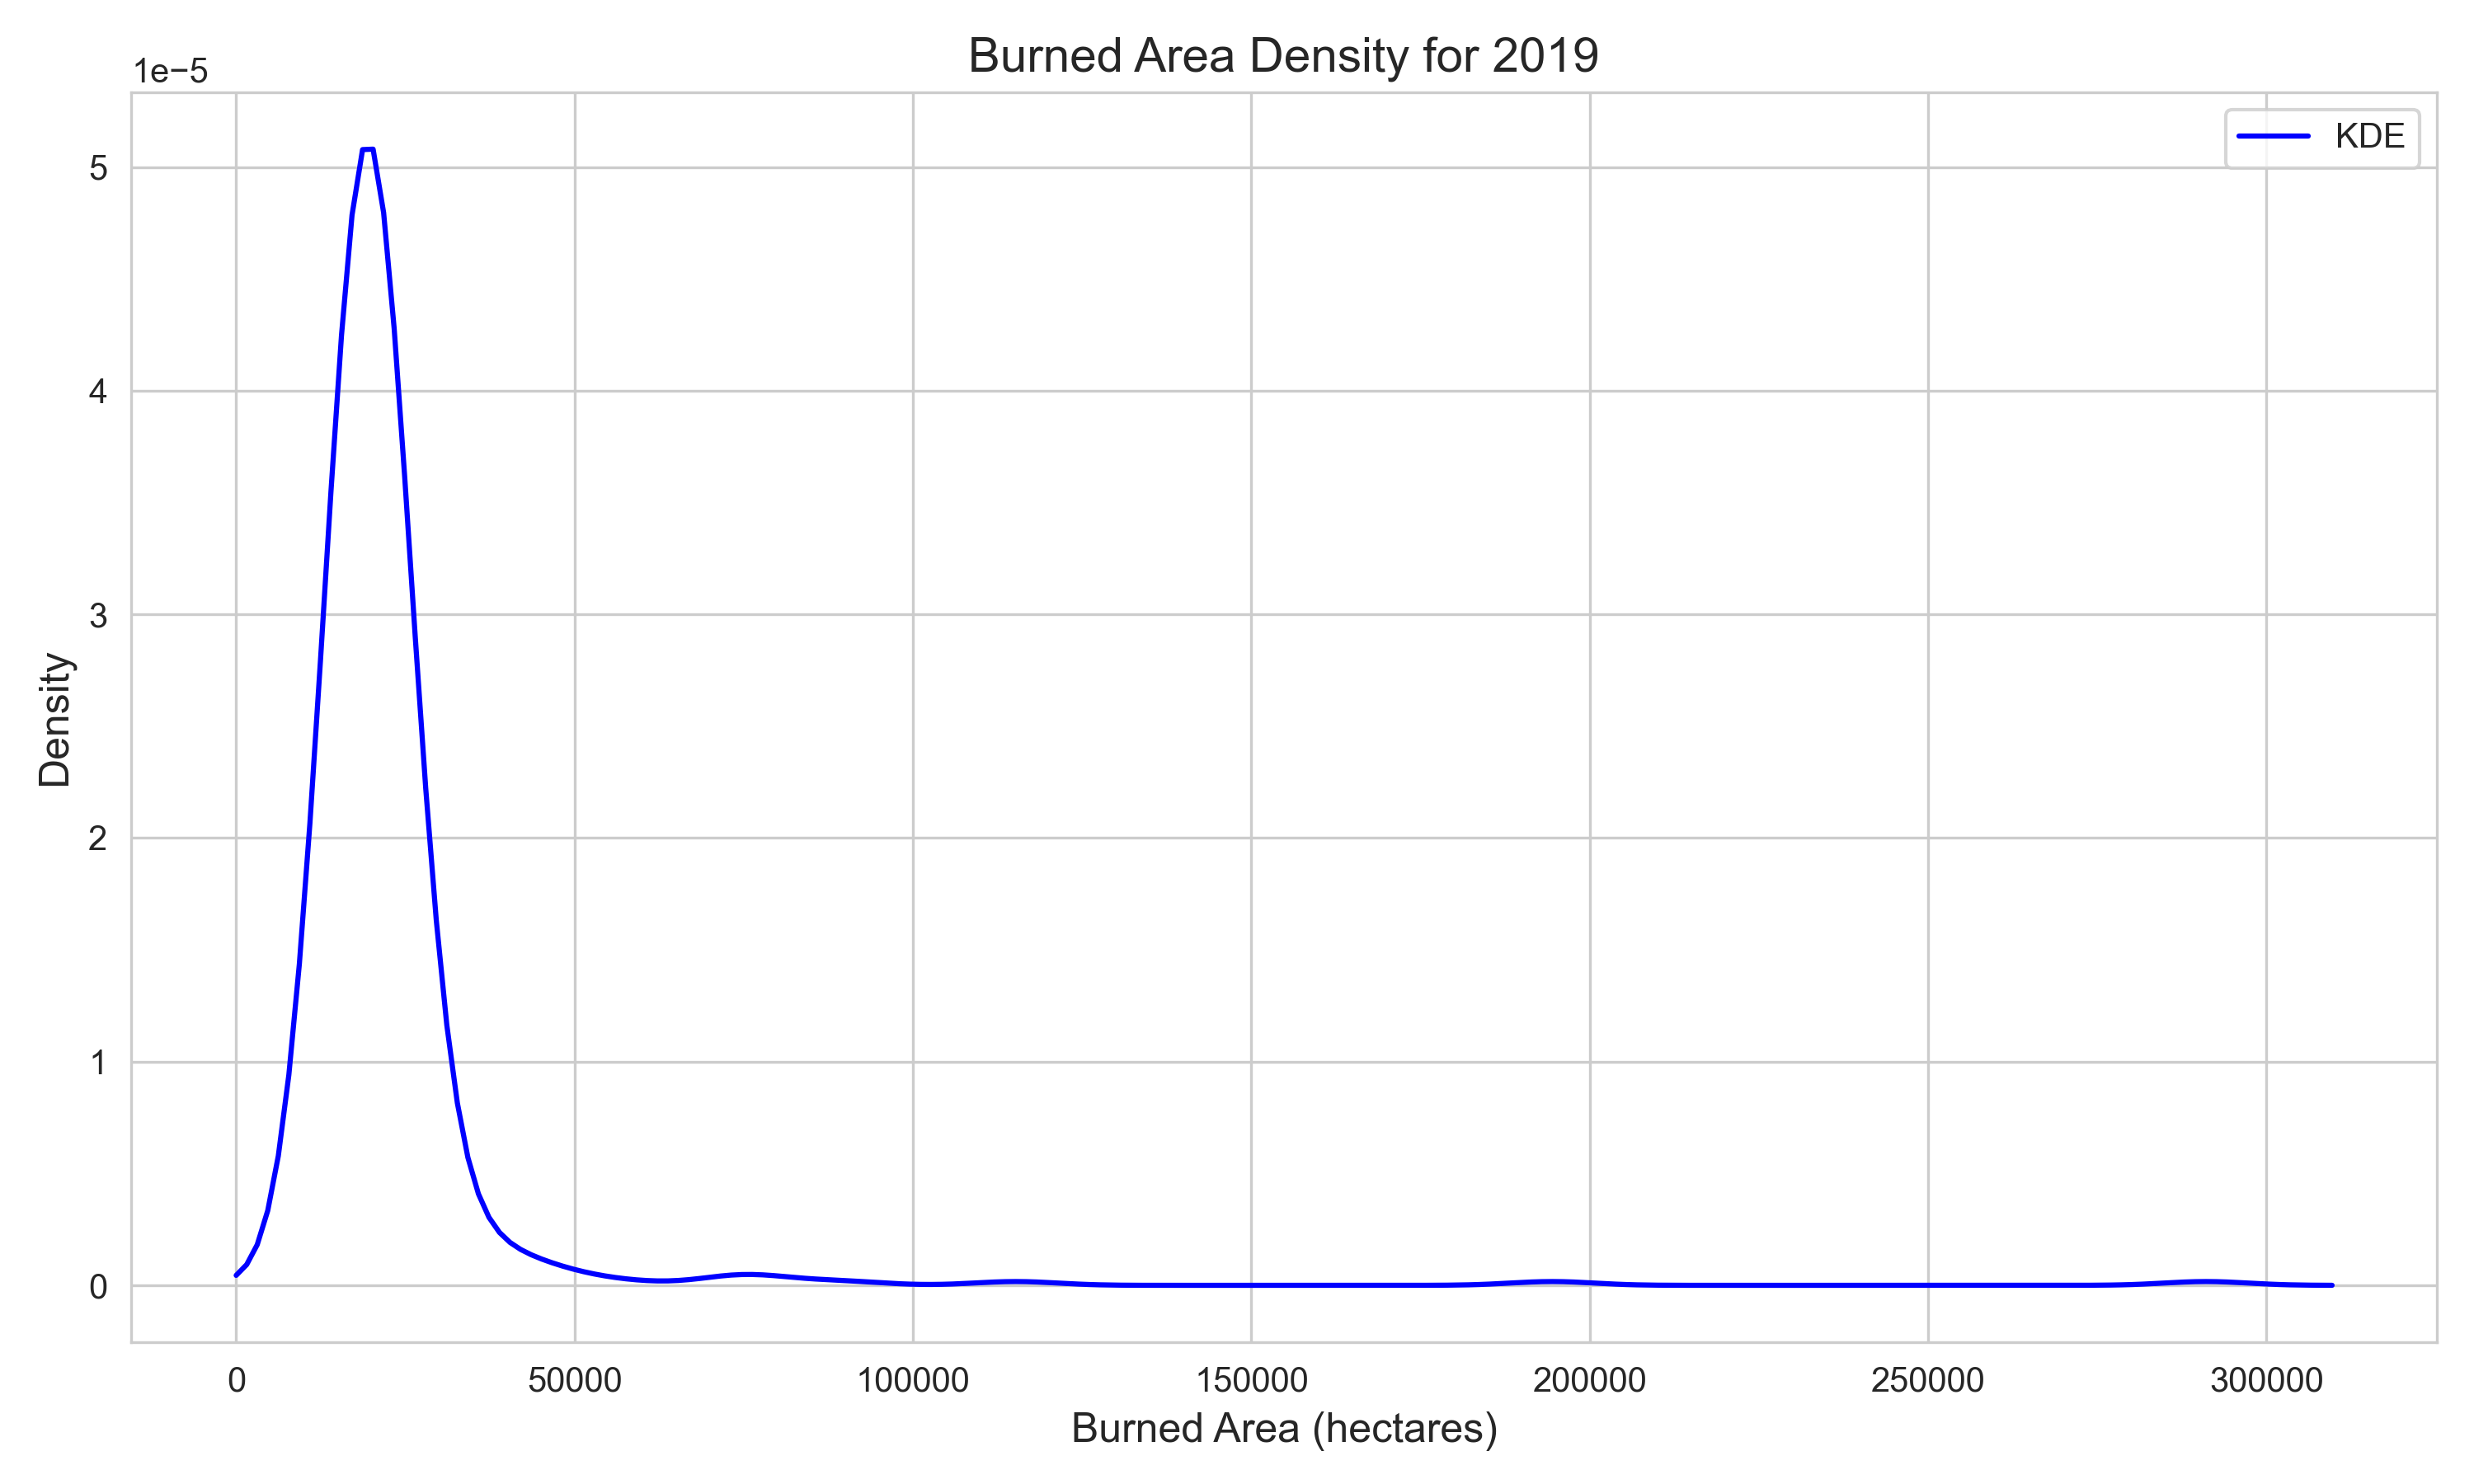 Burned Area Density for 2019
1e−5
KDE
5
4
3
2
1
0
Density
0 50000 100000 150000 200000 250000 300000
Burned Area (hectares)